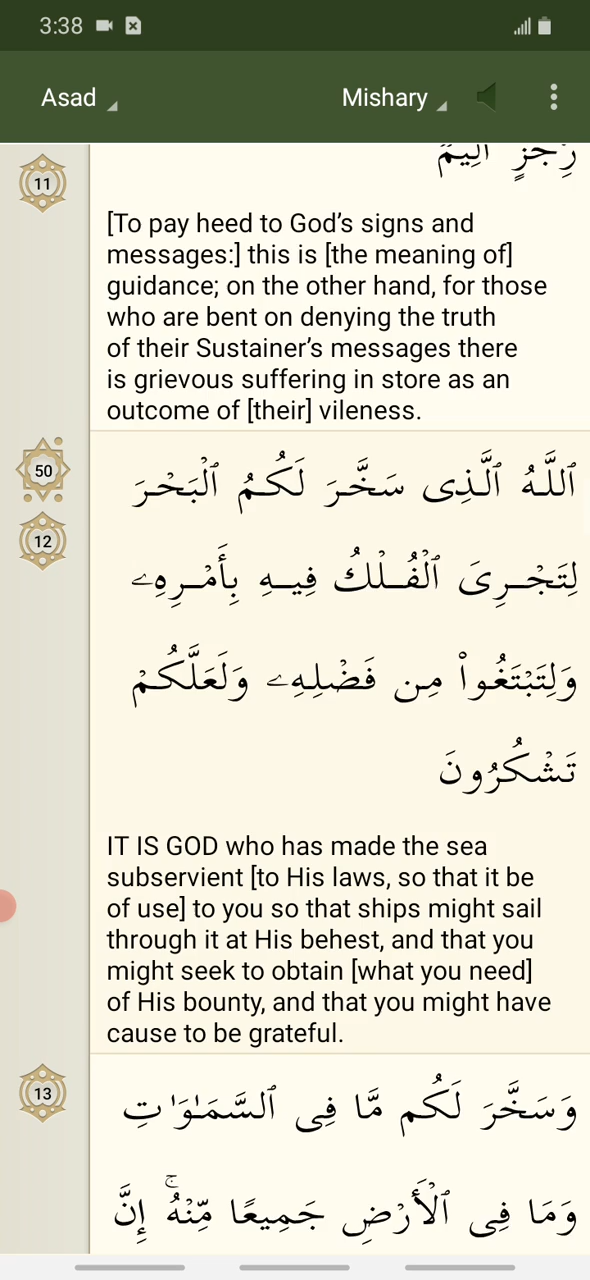 3:38
Asad
Mishary
رِّجْزٍ أَلِيمٌ
11
[To pay heed to God’s signs and
messages:] this is [the meaning of]
guidance; on the other hand, for those
who are bent on denying the truth
of their Sustainer’s messages there
is grievous suffering in store as an
outcome of [their] vileness.
50
12
ٱللَّهُ ٱلَّذِى سَخَّرَ لَكُمُ ٱلْبَحْرَ
لِتَجْرِىَ ٱلْفُلْكُ فِيهِ بِأَمْرِهِۦ
وَلِتَبْتَغُوا۟ مِن فَضْلِهِۦ وَلَعَلَّكُمْ
تَشْكُرُونَ
IT IS GOD who has made the sea
subservient [to His laws, so that it be
of use] to you so that ships might sail
through it at His behest, and that you
might seek to obtain [what you need]
of His bounty, and that you might have
cause to be grateful.
13
وَسَخَّرَ لَكُم مَّا فِى ٱلسَّمَـٰوَٰتِ
وَمَا فِى ٱلْأَرْضِ جَمِيعًا مِّنْهُ ۚ إِنَّ